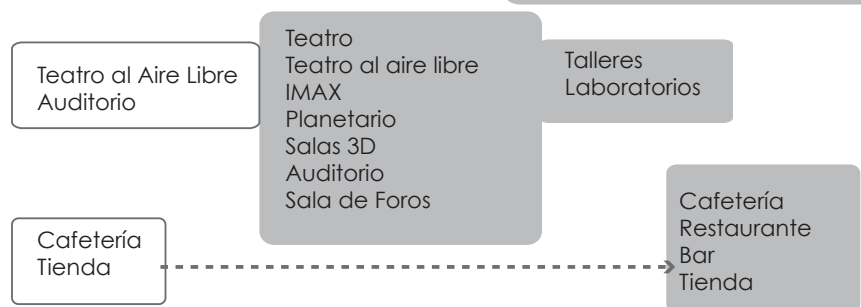 Teatro al Aire Libre
Auditorio
Teatro
Teatro al aire libre
IMAX
Planetario
Salas 3D
Auditorio
Sala de Foros
Talleres
Laboratorios
Cafetería
Tienda
Cafetería
Restaurante
Bar
Tienda